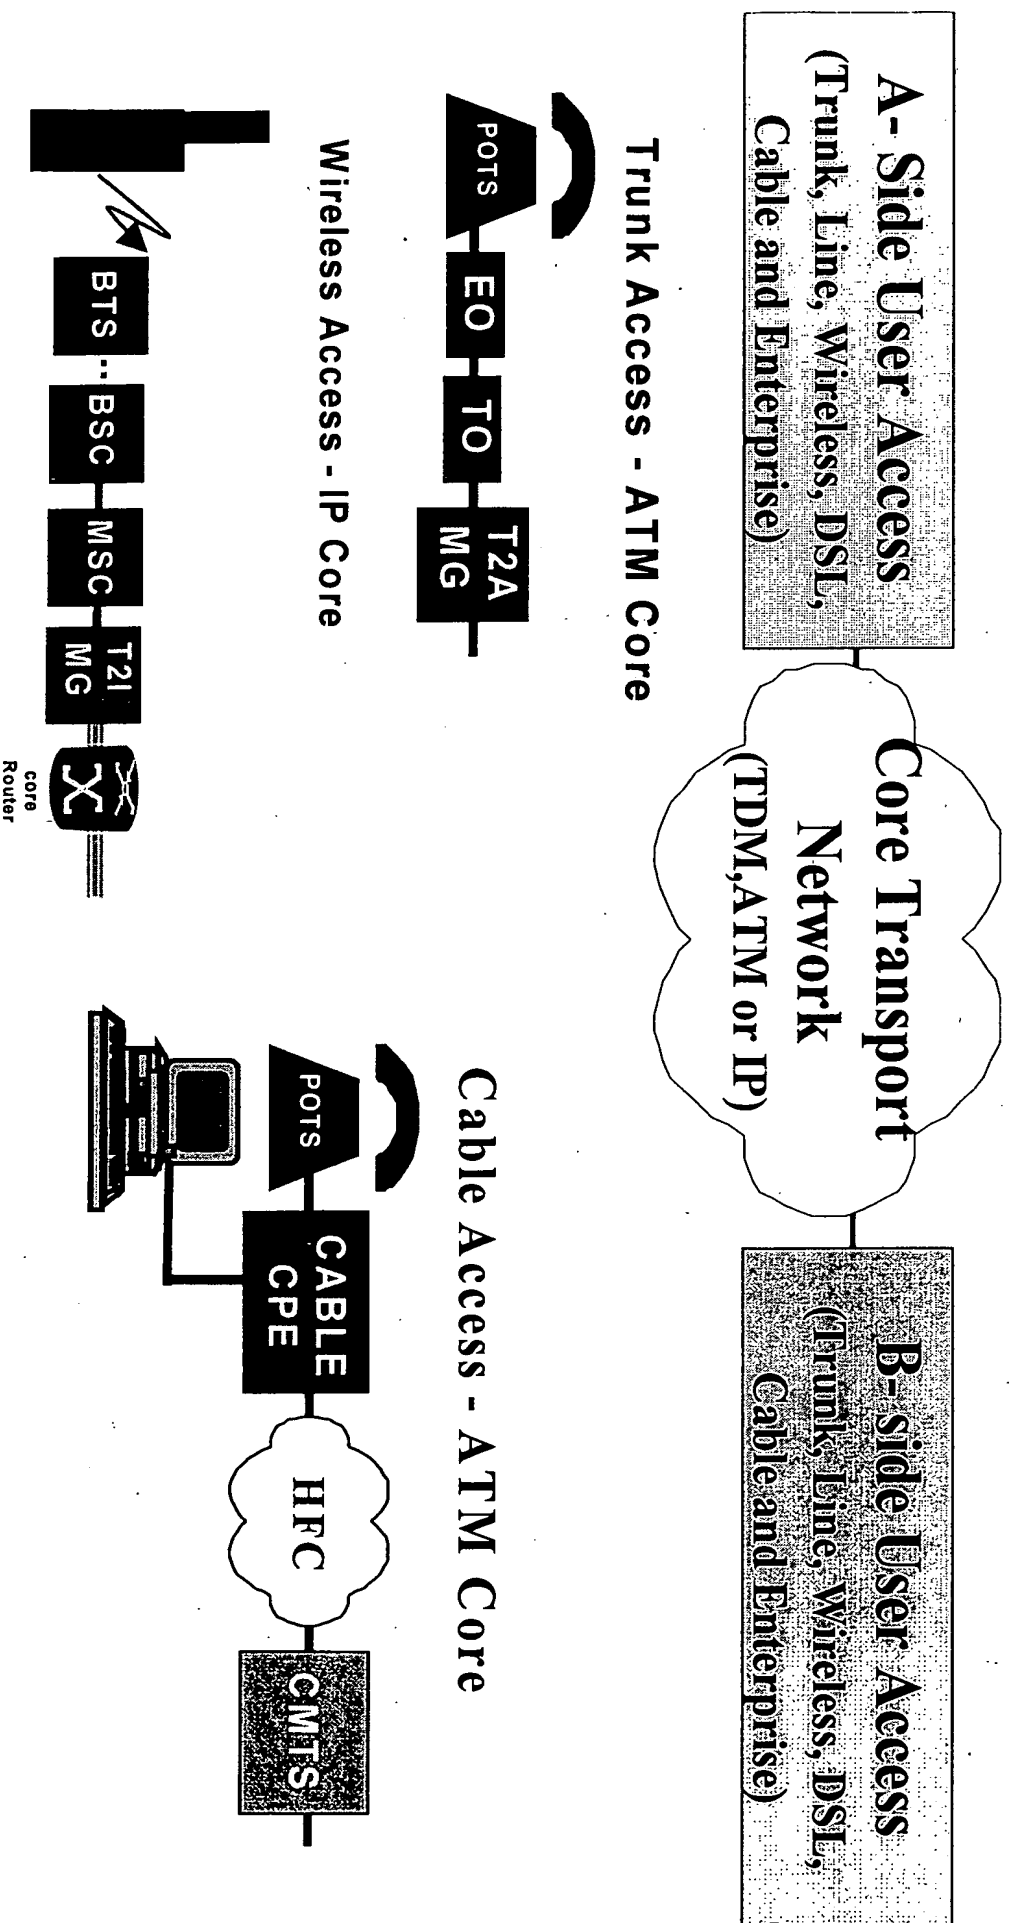 A- Side User Access
(Trunk, Line, Wireless, DSL,
Cable and Enterprise)
Core Transport
Network
(TDM,ATM or IP)
B- side User Access
(Trunk, Line, Wireless, DSL,
Cable and Enterprise)
Trunk Access - ATM Core
POTS
EO
TO
T2A
MG
Wireless Access - IP Core
BTS
BSC
MSC
T2I
MG
core
Router
Cable Access - ATM Core
POTS
CABLE
CPE
HFC
CMTS